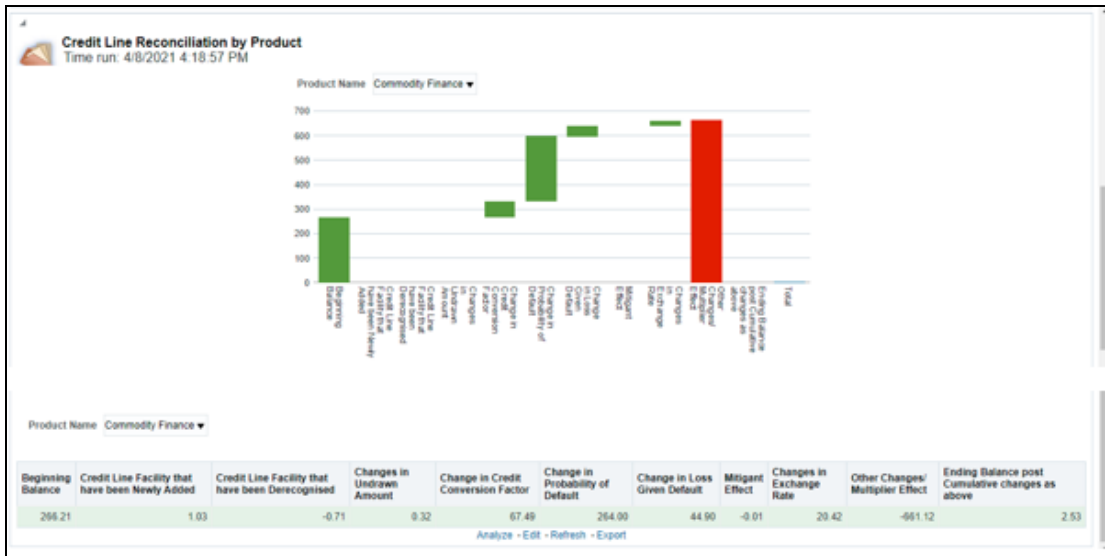 Credit Line Reconciliation by Product
Time run: 4/8/2021 4:18:57 PM
Product Name Commodity Finance
700
600
500
400
300
200
100
0
Beginning
Balance
Credit Line
Facility that
have been Newly
Added
Credit Line
Facility that
have been
Derecognised
Changes
in
Undrawn
Amount
Change in
Credit
Conversion
Factor
Change in
Probability of
Default
Change
in Loss
Given
Default
Mitigant
Effect
Changes
in
Exchange
Rate
Other
Changes/
Multiplier
Effect
Ending Balance
post Cumulative
changes as
above
Total
Product Name Commodity Finance
Beginning
Balance
Credit Line Facility that
have been Newly Added
Credit Line Facility that
have been Derecognised
Changes in
Undrawn
Amount
Change in Credit
Conversion Factor
Change in
Probability of
Default
Change in Loss
Given Default
Mitigant
Effect
Changes in
Exchange
Rate
Other Changes/
Multiplier Effect
Ending Balance post
Cumulative changes as
above
266.21 1.03 -0.71 0.32 67.49 264.00 44.90 -0.01 20.42 -661.12 2.53
Analyze - Edit - Refresh - Export